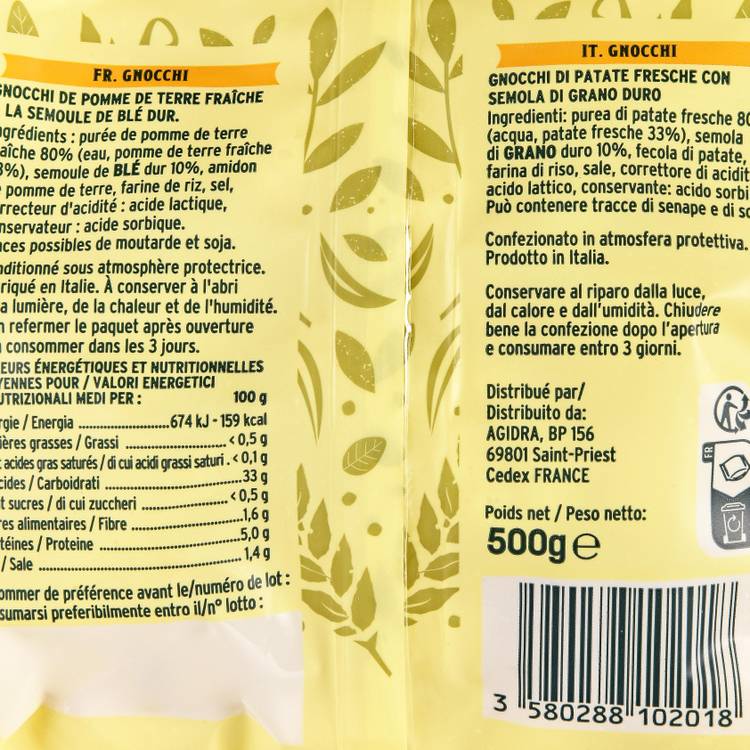 FR. GNOCCHI
GNOCCHI DE POMME DE TERRE FRAÎCHE
LA SEMOULE DE BLÉ DUR.
grédients : purée de pomme de terre
aîche 80% (eau, pomme de terre fraîche
3%), semoule de BLÉ dur 10%, amidon
pomme de terre, farine de riz, sel,
rrecteur d'acidité : acide lactique,
nservateur : acide sorbique.
ces possibles de moutarde et soja.
nditionné sous atmosphère protectrice.
riqué en Italie. À conserver à l'abri
a lumière, de la chaleur et de l'humidité.
n refermer le paquet après ouverture
consommer dans les 3 jours.
EURS ÉNERGÉTIQUES ET NUTRITIONNELLES
YENNES POUR / VALORI ENERGETICI
UTRIZIONALI MEDI PER : 100 g
rgie / Energia 674 kJ - 159 kcal
ières grasses / Grassi < 0,5 g
t acides gras saturés / di cui acidi grassi saturi < 0,1 g
cides / Carboidrati 33 g
t sucres / di cui zuccheri < 0,5 g
res alimentaires / Fibre 1,6 g
téines / Proteine 5,0 g
/ Sale 1,4 g
ommer de préférence avant le/numéro de lot :
sumarsi preferibilmente entro il/n° lotto :
IT. GNOCCHI
GNOCCHI DI PATATE FRESCHE CON
SEMOLA DI GRANO DURO
Ingredienti: purea di patate fresche 80
(acqua, patate fresche 33%), semola
di GRANO duro 10%, fecola di patate,
farina di riso, sale, correttore di acidit
acido lattico, conservante: acido sorbi
Può contenere tracce di senape e di so
Confezionato in atmosfera protettiva.
Prodotto in Italia.
Conservare al riparo dalla luce,
dal calore e dall'umidità. Chiudere
bene la confezione dopo l'apertura
e consumare entro 3 giorni.
Distribué par/
Distribuito da:
AGIDRA, BP 156
69801 Saint-Priest
Cedex FRANCE
FR
Poids net / Peso netto:
500g e
3 580288 102018